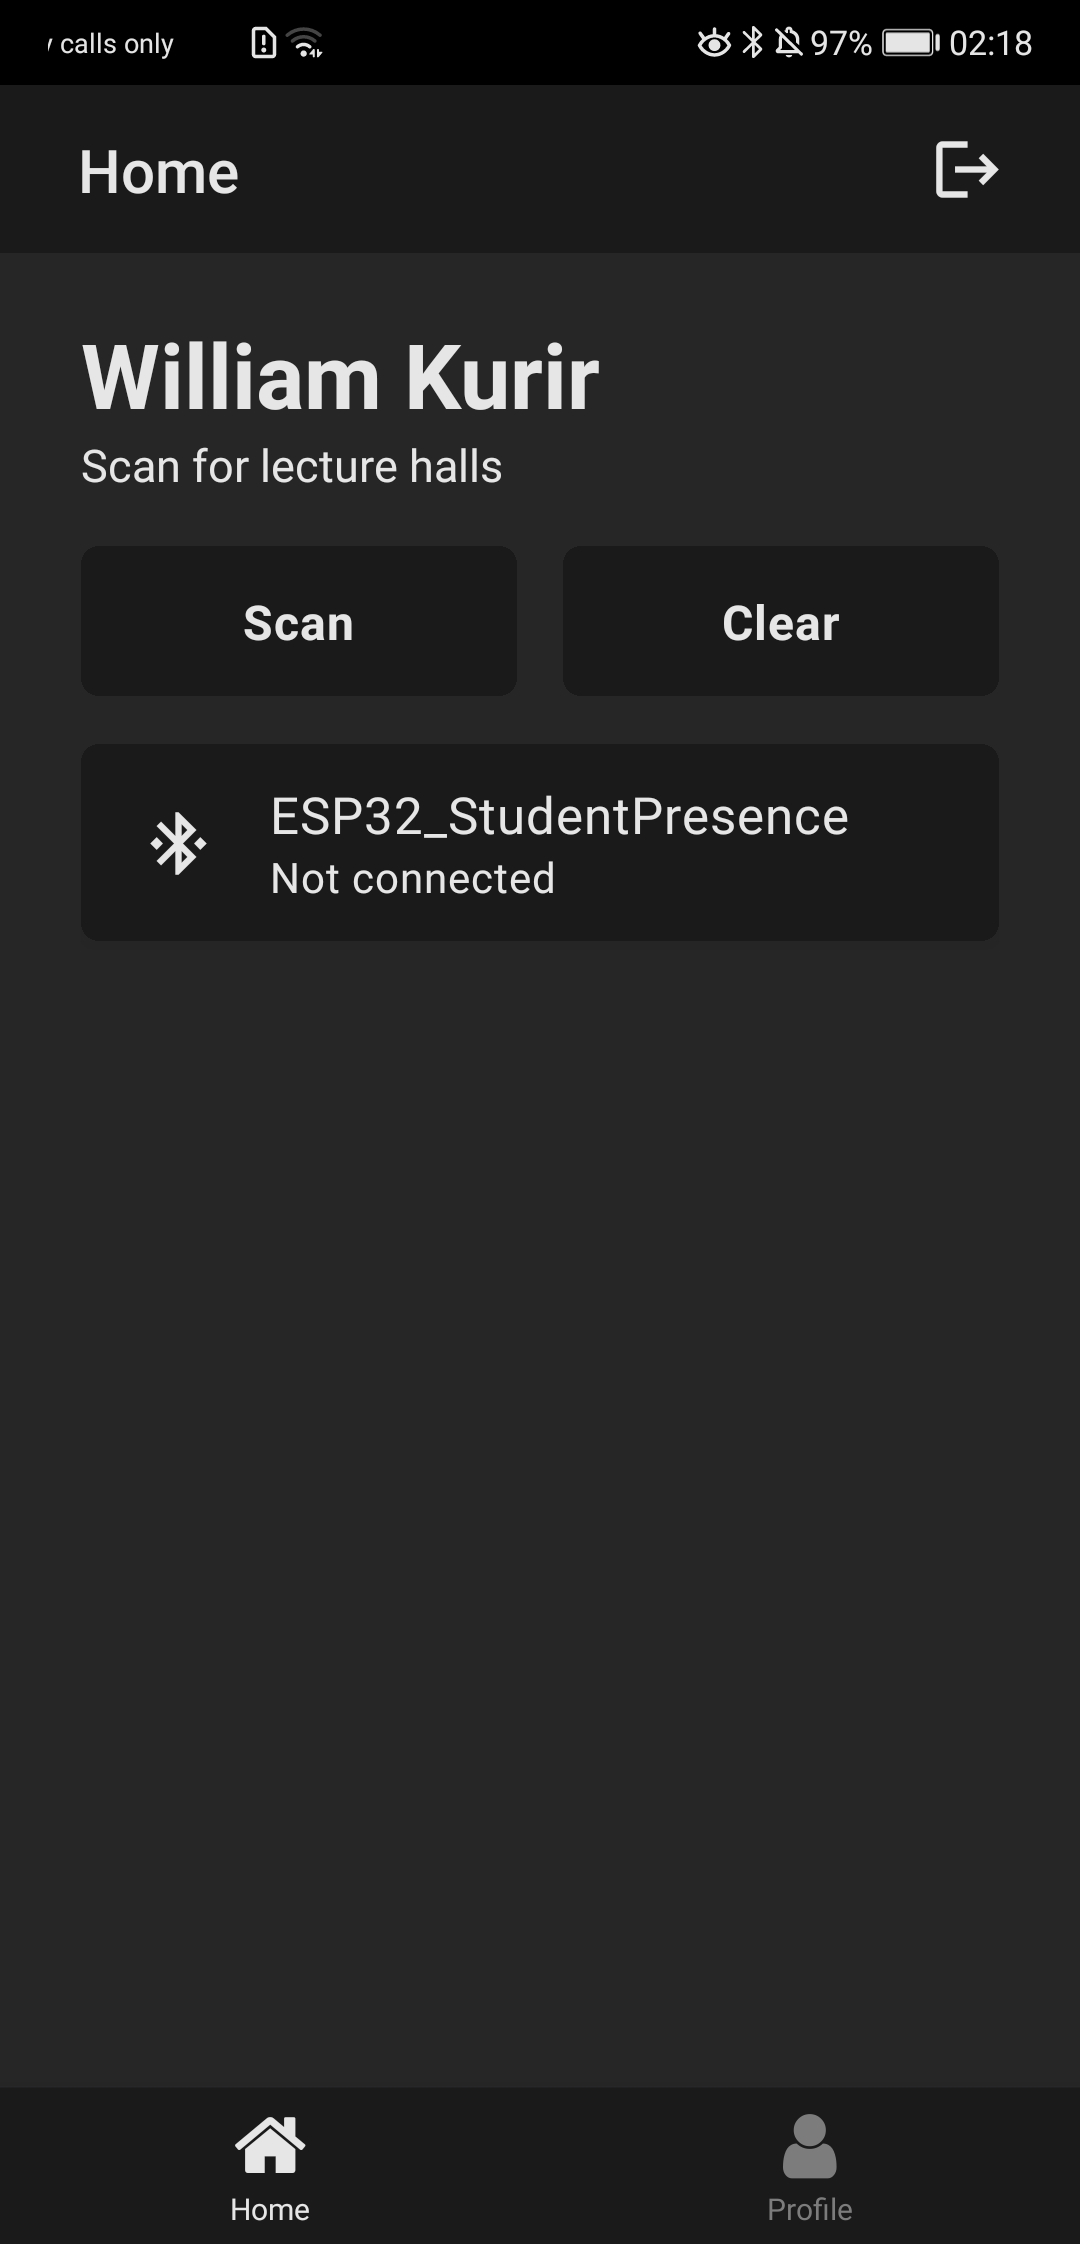 calls only 97% 02:18
Home
William Kurir
Scan for lecture halls
Scan Clear
ESP32_StudentPresence
Not connected
Home Profile